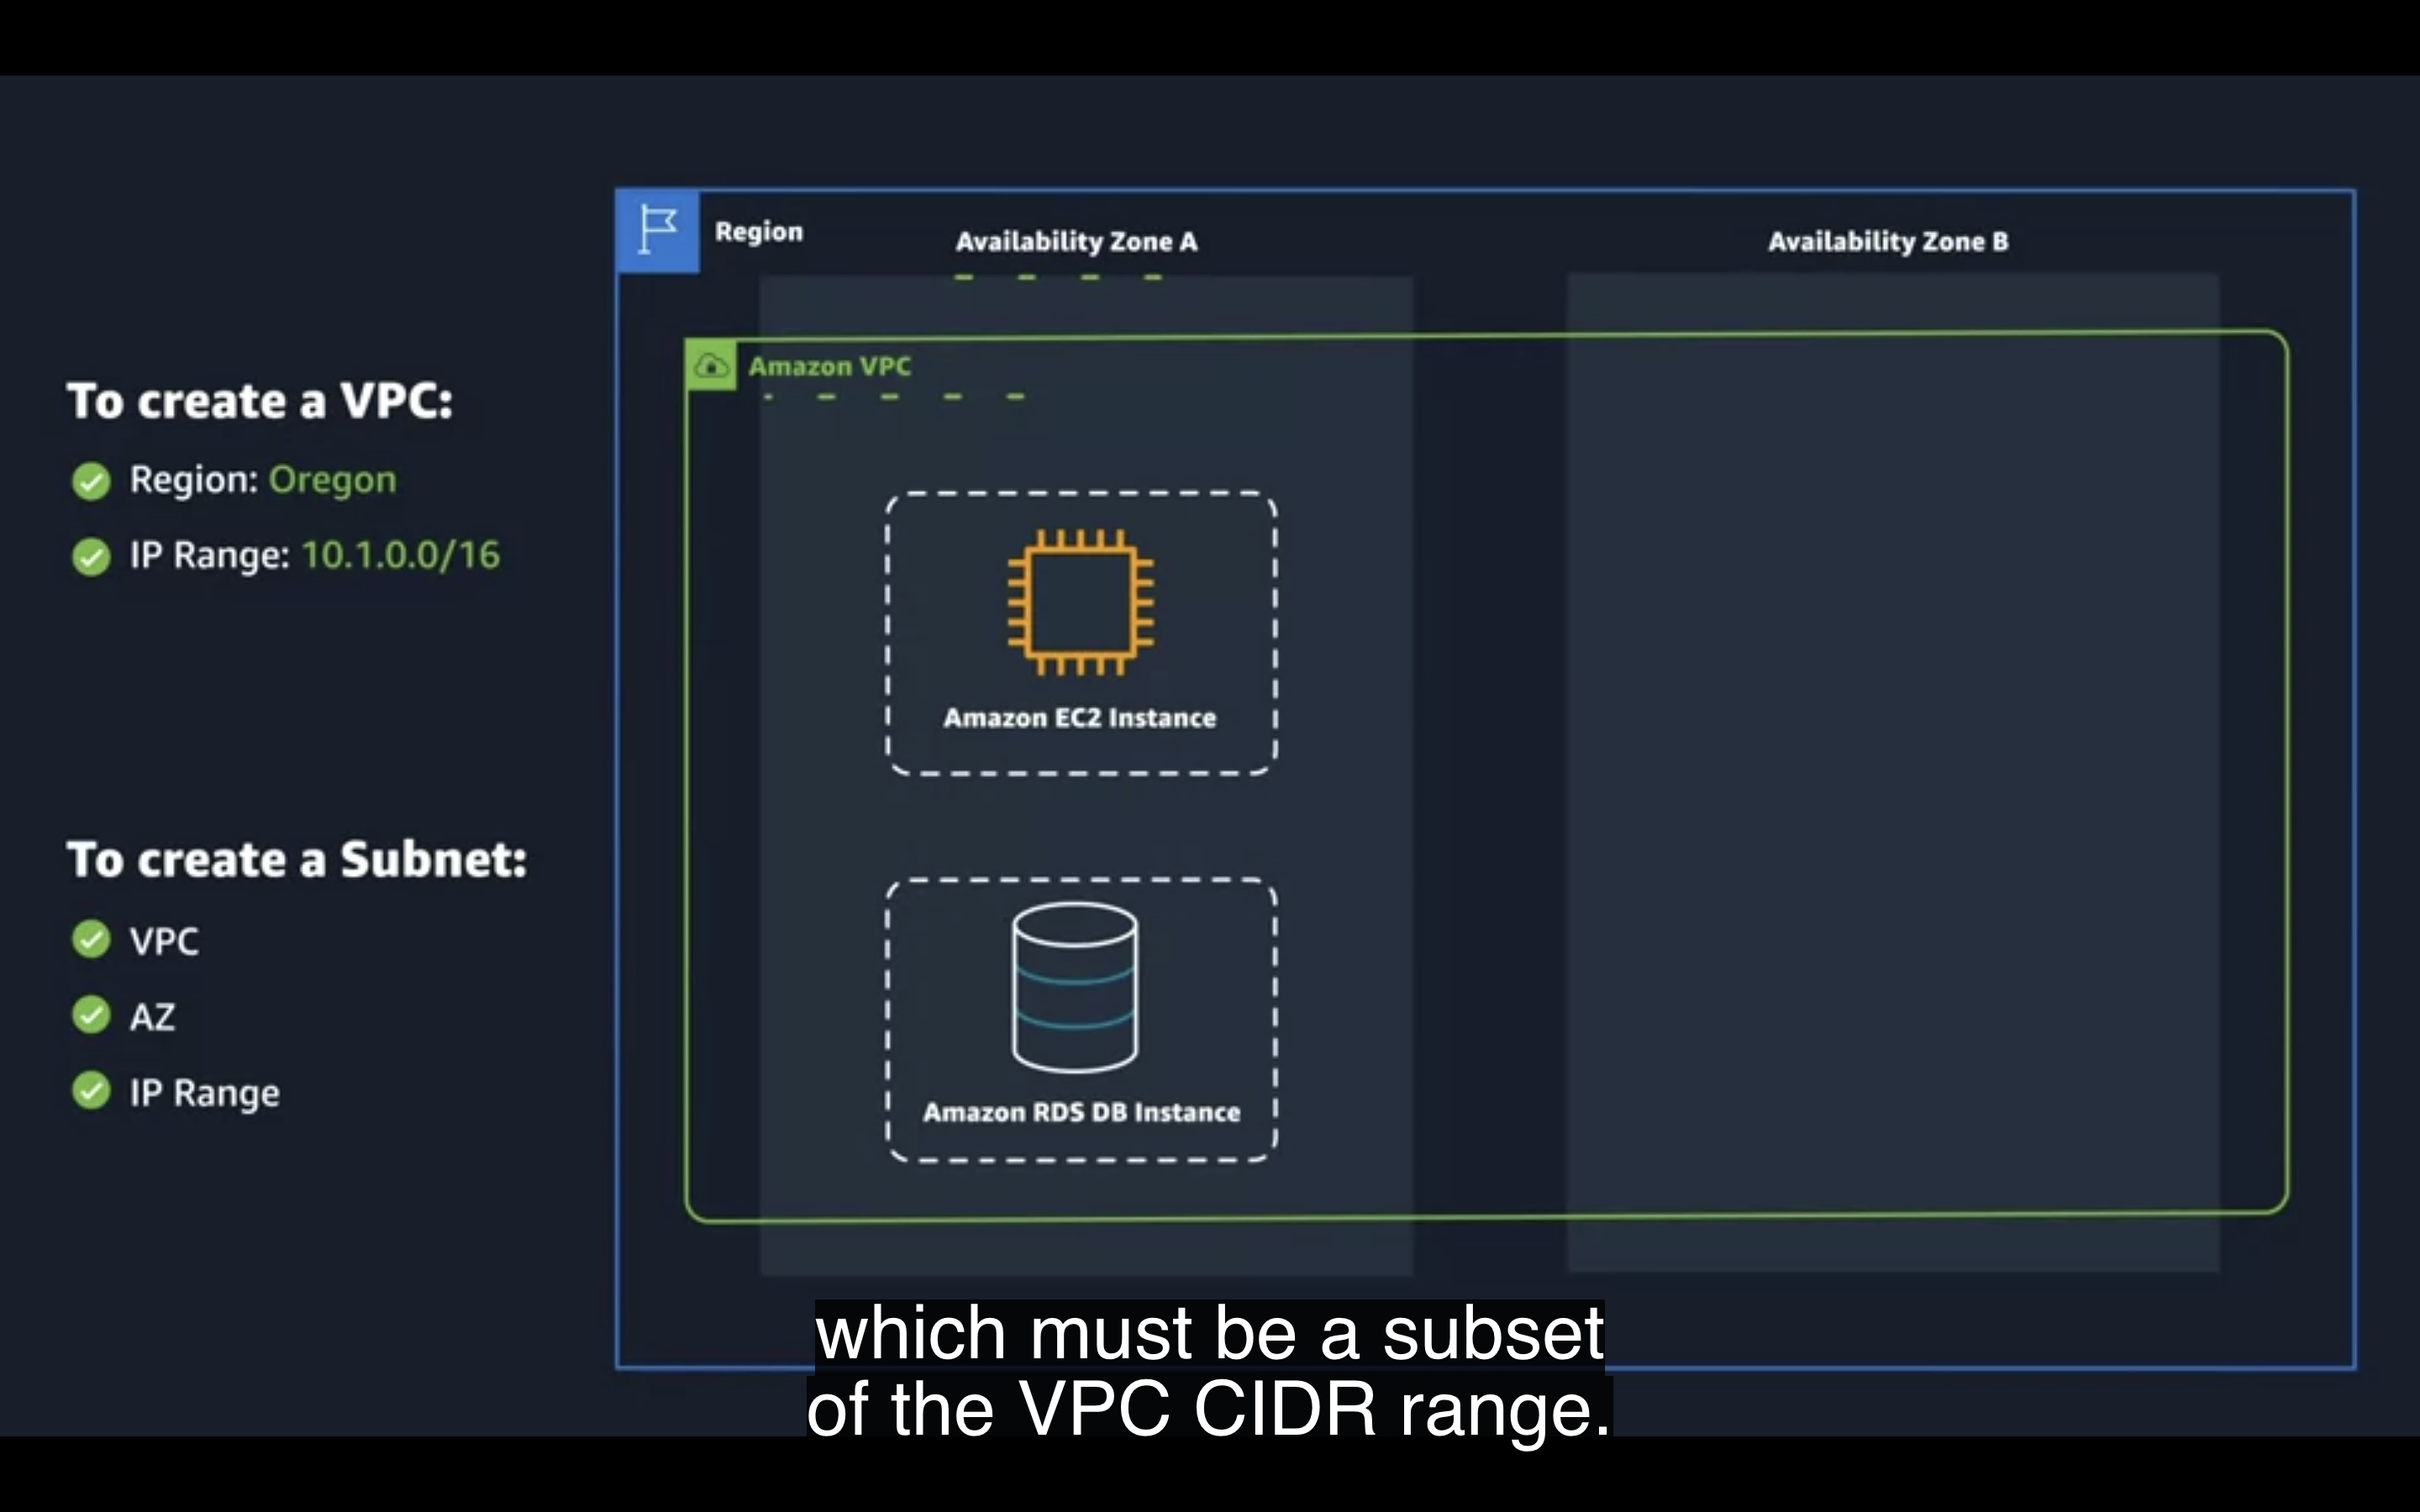 Region
Availability Zone A
Availability Zone B
Amazon VPC
To create a VPC:
Region: Oregon
IP Range: 10.1.0.0/16
Amazon EC2 Instance
To create a Subnet:
VPC
AZ
IP Range
Amazon RDS DB Instance
which must be a subset
of the VPC CIDR range.